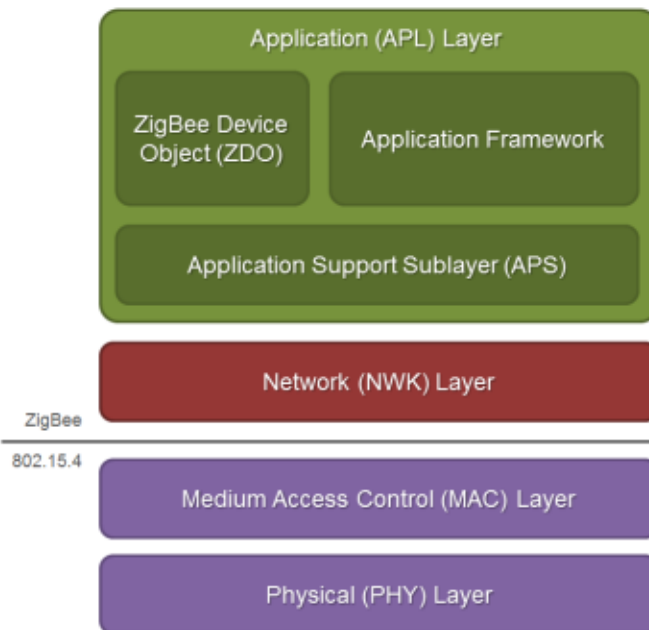 Application (APL) Layer
ZigBee Device
Object (ZDO)
Application Framework
Application Support Sublayer (APS)
Network (NWK) Layer
ZigBee
802.15.4
Medium Access Control (MAC) Layer
Physical (PHY) Layer